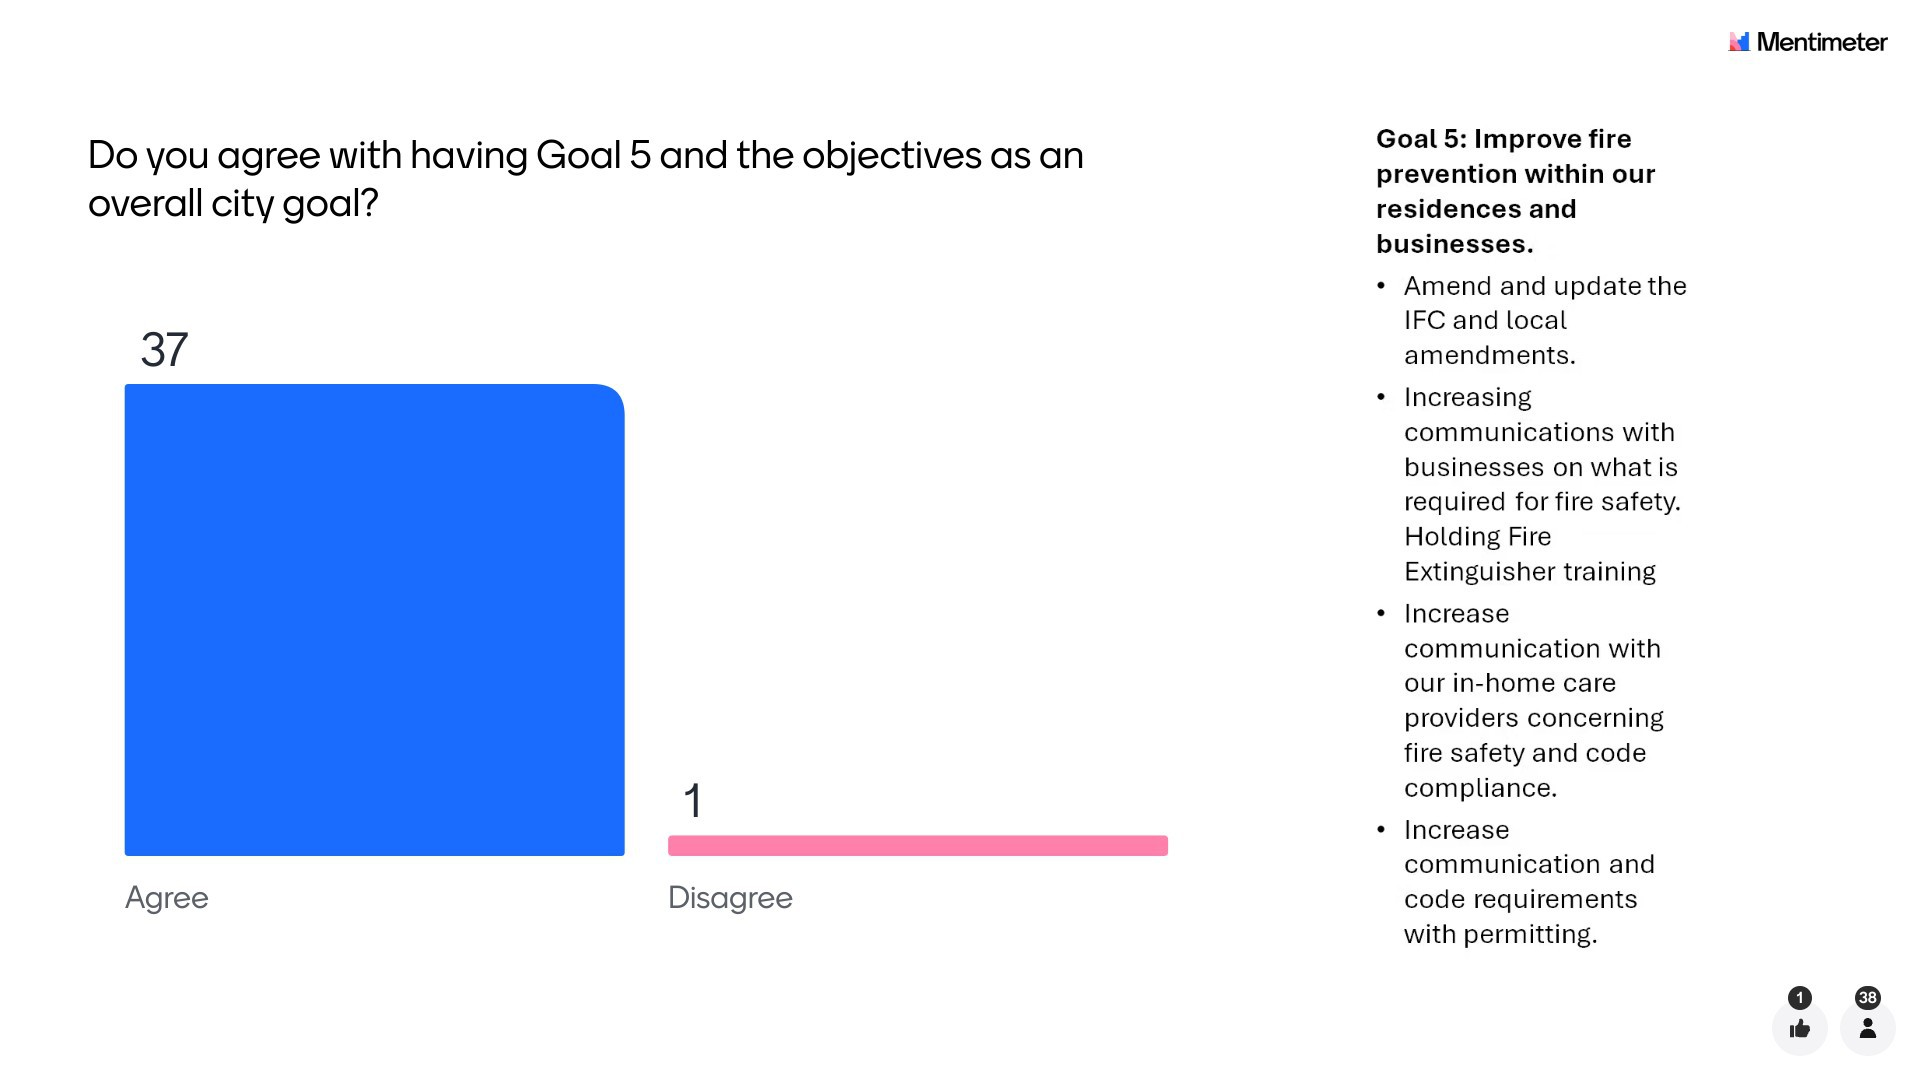 Mentimeter
Do you agree with having Goal 5 and the objectives as an
overall city goal?
37
1
Agree
Disagree
Goal 5: Improve fire
prevention within our
residences and
businesses.
• Amend and update the
IFC and local
amendments.
• Increasing
communications with
businesses on what is
required for fire safety.
Holding Fire
Extinguisher training
• Increase
communication with
our in-home care
providers concerning
fire safety and code
compliance.
• Increase
communication and
code requirements
with permitting.
1
38